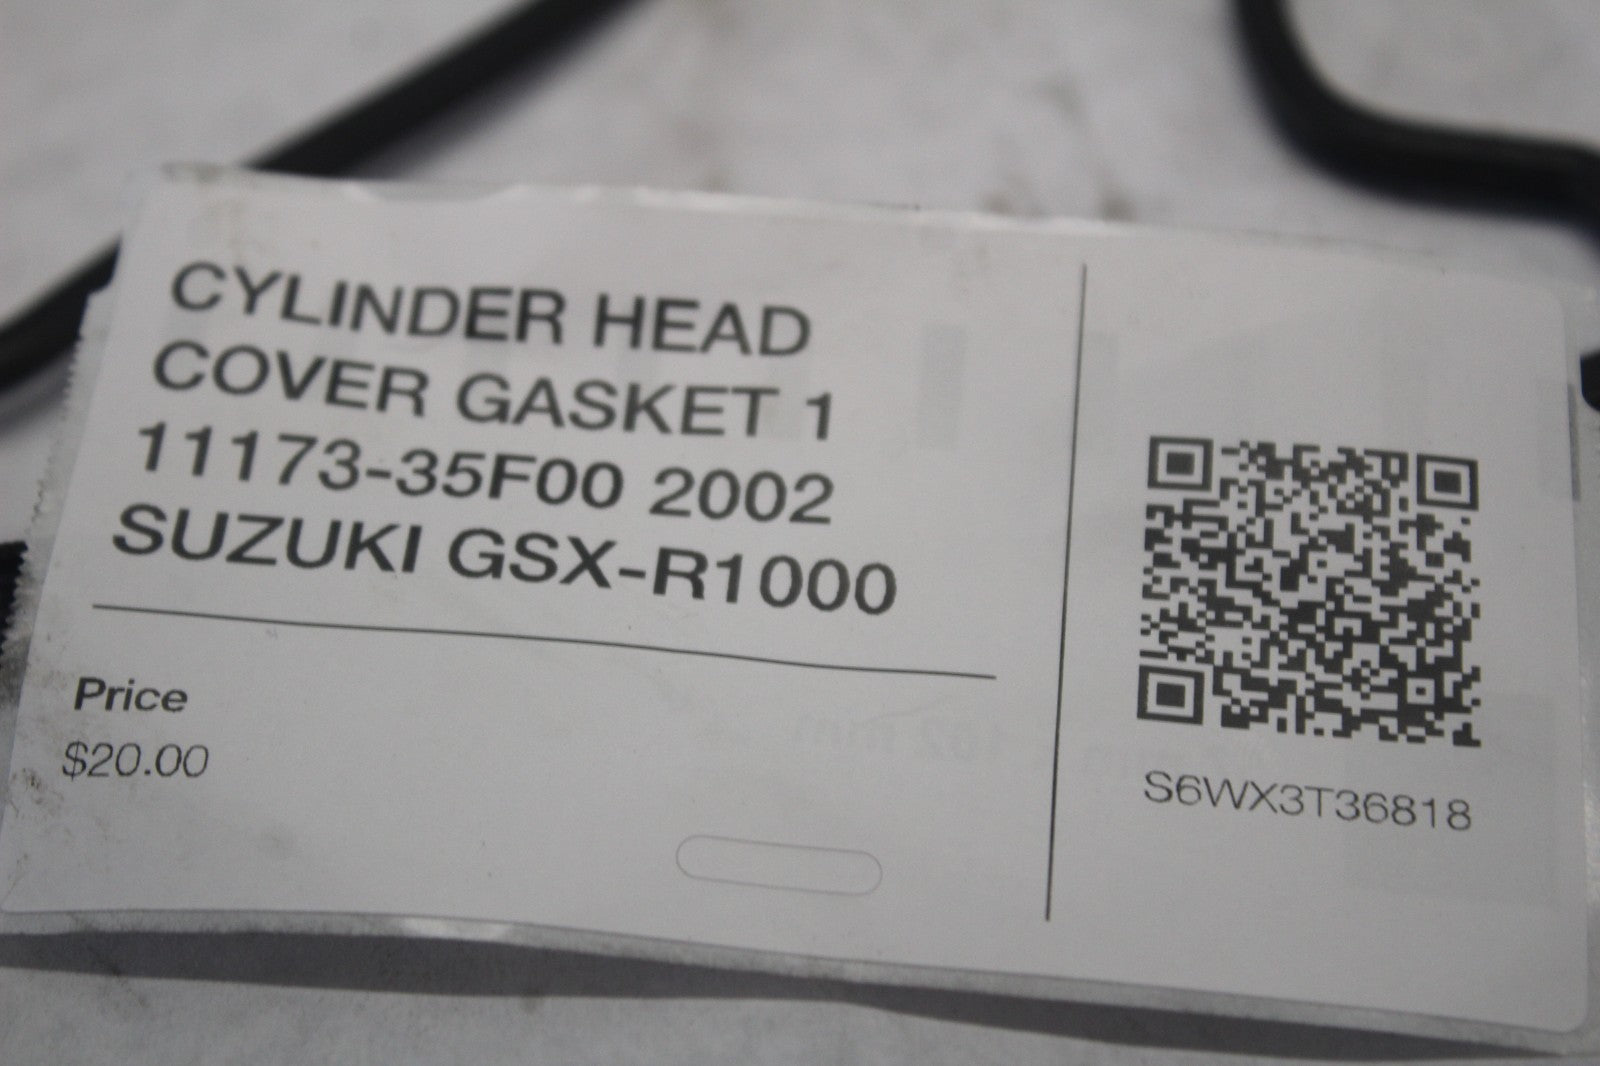 CYLINDER HEAD
COVER GASKET 1
11173-35F00 2002
SUZUKI GSX-R1000
Price
$20.00
S6WX3T36818